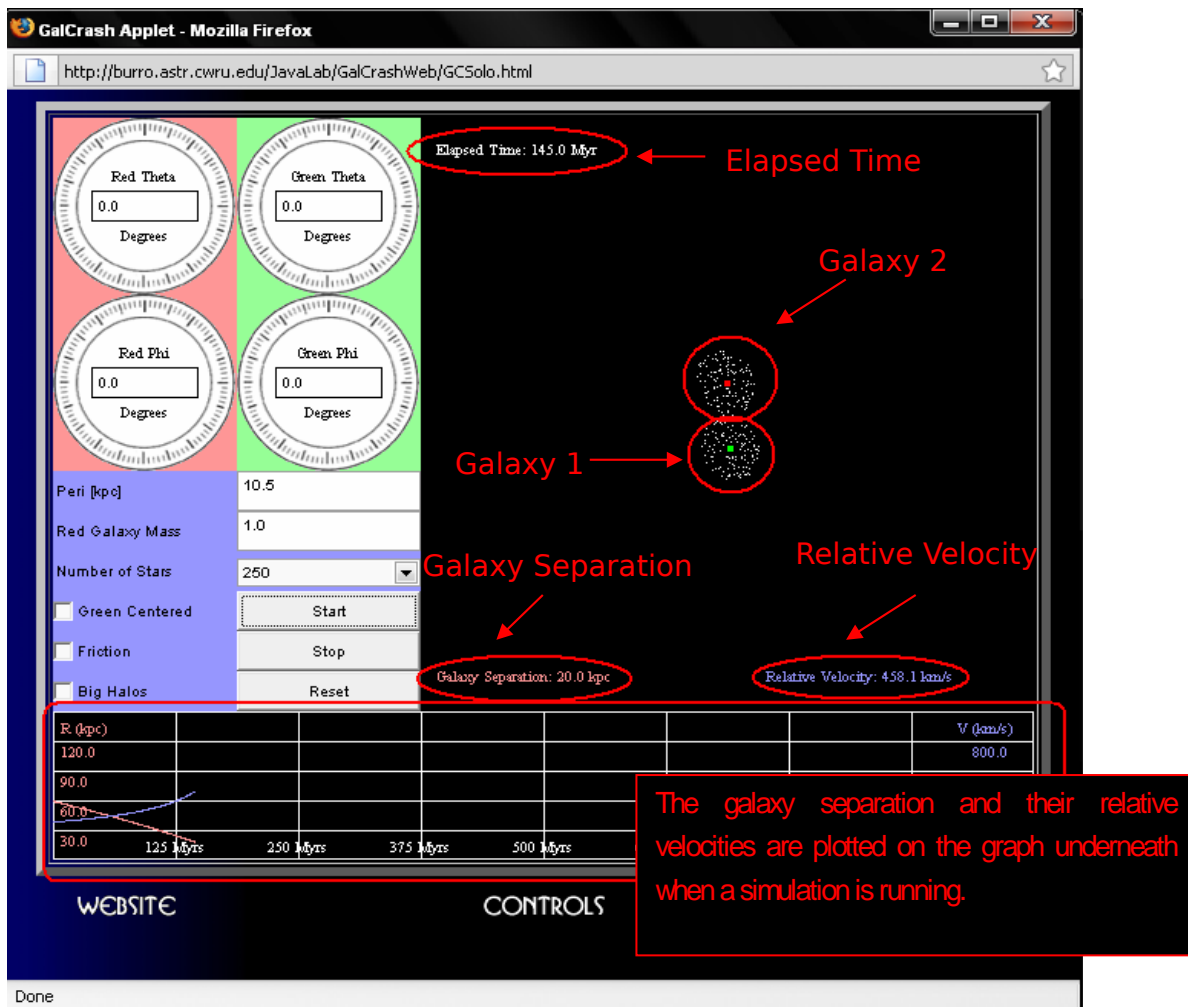 GalCrash Applet - Mozilla Firefox
http://burro.astr.cwru.edu/JavaLab/GalCrashWeb/GCSolo.html
Red Theta
0.0
Degrees
Green Theta
0.0
Degrees
Red Phi
0.0
Degrees
Green Phi
0.0
Degrees
Peri [kpc]
10.5
Red Galaxy Mass
1.0
Number of Stars
250
Green Centered
Start
Friction
Stop
Big Halos
Reset
Elapsed Time: 145.0 Myr
Elapsed Time
Galaxy 2
Galaxy 1
Galaxy Separation
Relative Velocity
Galaxy Separation: 20.0 kpc
Relative Velocity: 458.1 km/s
R (kpc)
V (km/s)
120.0
800.0
90.0
60.0
30.0
125 Myrs
250 Myrs
375 Myrs
500 Myrs
The galaxy separation and their relative
velocities are plotted on the graph underneath
when a simulation is running.
WEBSITE
CONTROLS
Done